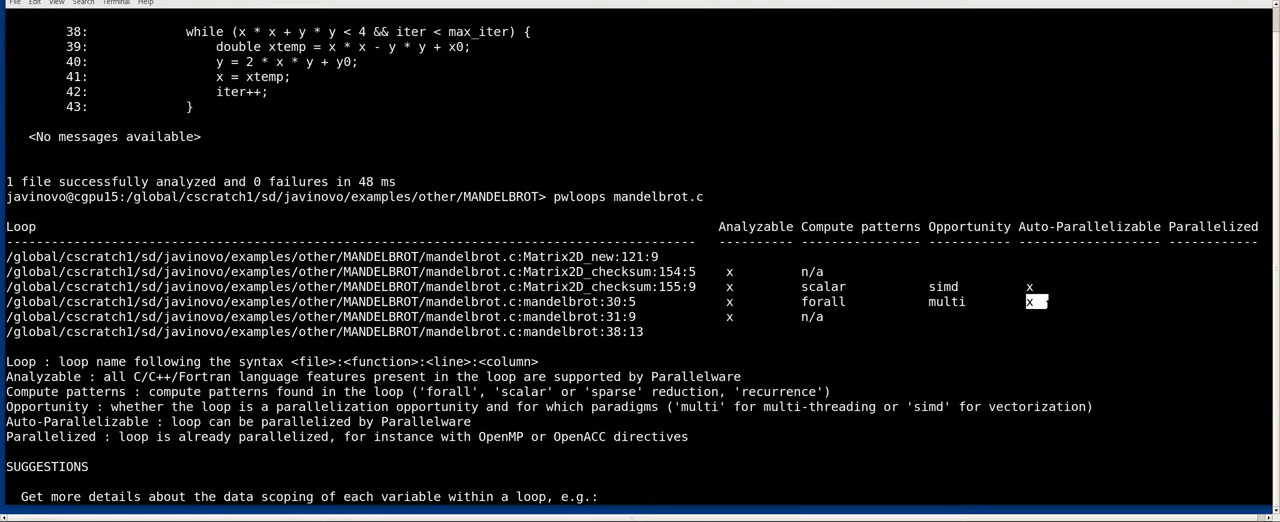 File Edit View Search Terminal Help
38: while (x * x + y * y < 4 && iter < max_iter) {
39: double xtemp = x * x - y * y + x0;
40: y = 2 * x * y + y0;
41: x = xtemp;
42: iter++;
43: }
<No messages available>
1 file successfully analyzed and 0 failures in 48 ms
javinovo@cgpu15:/global/cscratch1/sd/javinovo/examples/other/MANDELBROT> pwloops mandelbrot.c
Loop Analyzable Compute patterns Opportunity Auto-Parallelizable Parallelized
/global/cscratch1/sd/javinovo/examples/other/MANDELBROT/mandelbrot.c:Matrix2D_new:121:9
/global/cscratch1/sd/javinovo/examples/other/MANDELBROT/mandelbrot.c:Matrix2D_checksum:154:5 x n/a
/global/cscratch1/sd/javinovo/examples/other/MANDELBROT/mandelbrot.c:Matrix2D_checksum:155:9 x scalar simd x
/global/cscratch1/sd/javinovo/examples/other/MANDELBROT/mandelbrot.c:mandelbrot:30:5 x forall multi x
/global/cscratch1/sd/javinovo/examples/other/MANDELBROT/mandelbrot.c:mandelbrot:31:9 x n/a
/global/cscratch1/sd/javinovo/examples/other/MANDELBROT/mandelbrot.c:mandelbrot:38:13
Loop : loop name following the syntax <file>:<function>:<line>:<column>
Analyzable : all C/C++/Fortran language features present in the loop are supported by Parallelware
Compute patterns : compute patterns found in the loop ('forall', 'scalar' or 'sparse' reduction, 'recurrence')
Opportunity : whether the loop is a parallelization opportunity and for which paradigms ('multi' for multi-threading or 'simd' for vectorization)
Auto-Parallelizable : loop can be parallelized by Parallelware
Parallelized : loop is already parallelized, for instance with OpenMP or OpenACC directives
SUGGESTIONS
Get more details about the data scoping of each variable within a loop, e.g.: